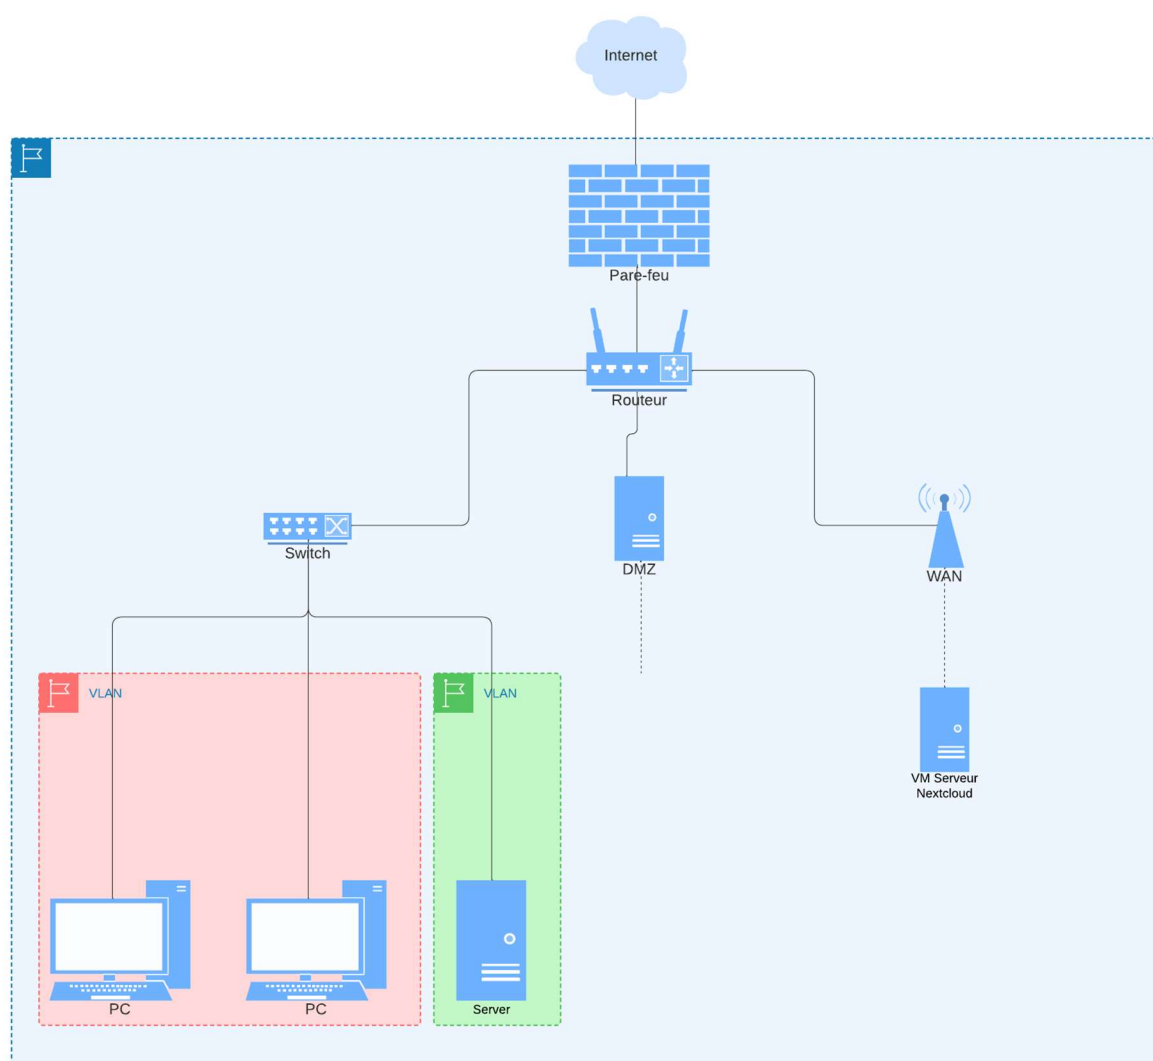 Internet
Pare-feu
Routeur
Switch
DMZ
WAN
VLAN
VLAN
VM Serveur
Nextcloud
PC
PC
Server